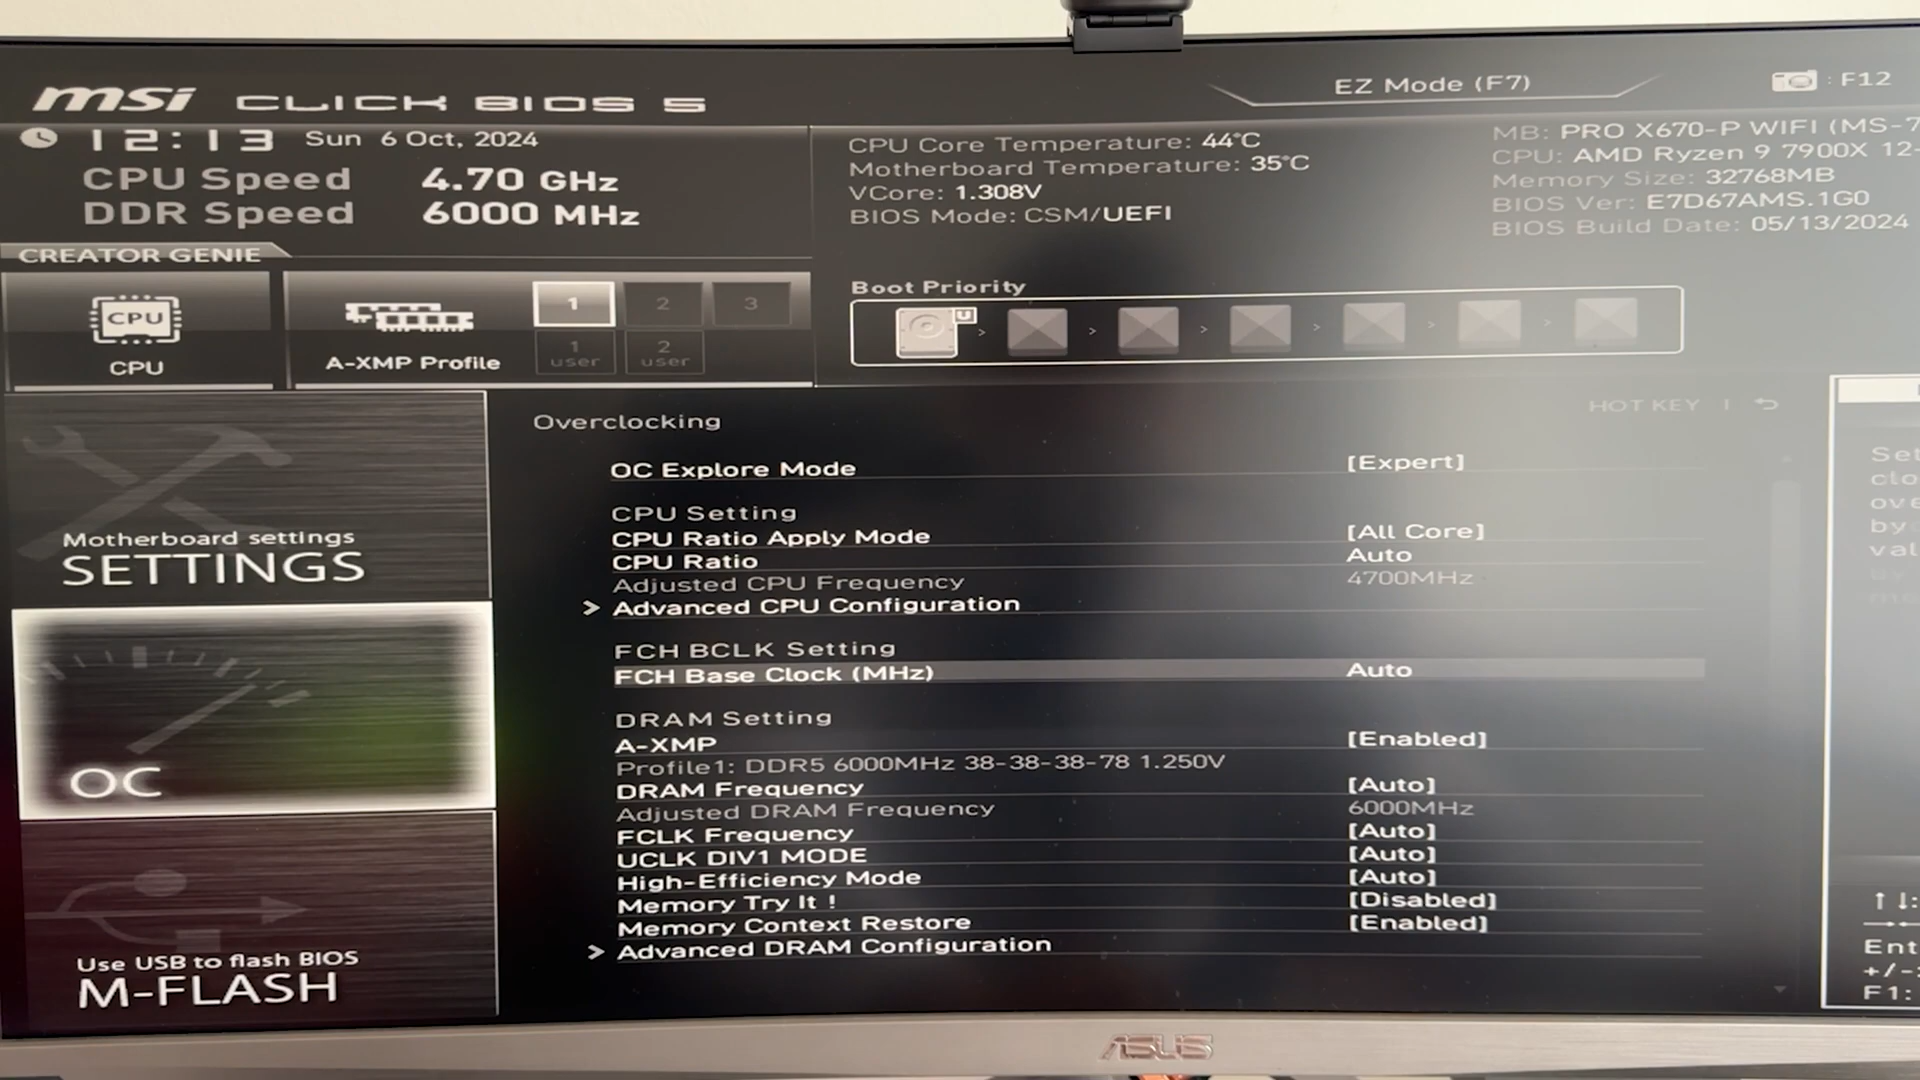 msi CLICK BIOS 5
EZ Mode (F7)
: F12
12:13 Sun 6 Oct, 2024
CPU Speed 4.70 GHz
DDR Speed 6000 MHz
CPU Core Temperature: 44°C
Motherboard Temperature: 35°C
VCore: 1.308V
BIOS Mode: CSM/UEFI
MB: PRO X670-P WIFI (MS-7
CPU: AMD Ryzen 9 7900X 12-
Memory Size: 32768MB
BIOS Ver: E7D67AMS.1G0
BIOS Build Date: 05/13/2024
CREATOR GENIE
CPU
CPU
A-XMP Profile
1 2 3
1 user 2 user
Boot Priority
U
HOT KEY |
Motherboard settings
SETTINGS
OC
Use USB to flash BIOS
M-FLASH
Overclocking
OC Explore Mode [Expert]
CPU Setting
CPU Ratio Apply Mode [All Core]
CPU Ratio Auto
Adjusted CPU Frequency 4700MHz
> Advanced CPU Configuration
FCH BCLK Setting
FCH Base Clock (MHz) Auto
DRAM Setting
A-XMP [Enabled]
Profile1: DDR5 6000MHz 38-38-38-78 1.250V
DRAM Frequency [Auto]
Adjusted DRAM Frequency 6000MHz
FCLK Frequency [Auto]
UCLK DIV1 MODE [Auto]
High-Efficiency Mode [Auto]
Memory Try It ! [Disabled]
Memory Context Restore [Enabled]
> Advanced DRAM Configuration
Set
clo
ove
by
val
↑↓:
Ent
+/-:
F1:
ASUS